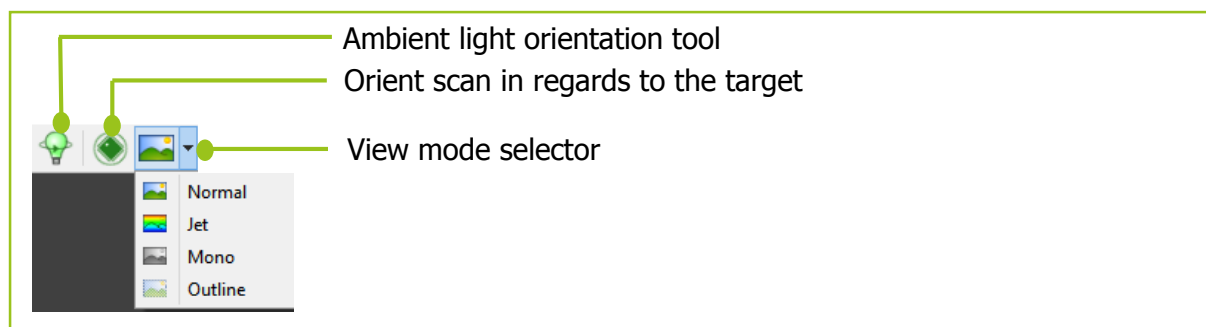 Ambient light orientation tool
Orient scan in regards to the target
View mode selector
Normal
Jet
Mono
Outline